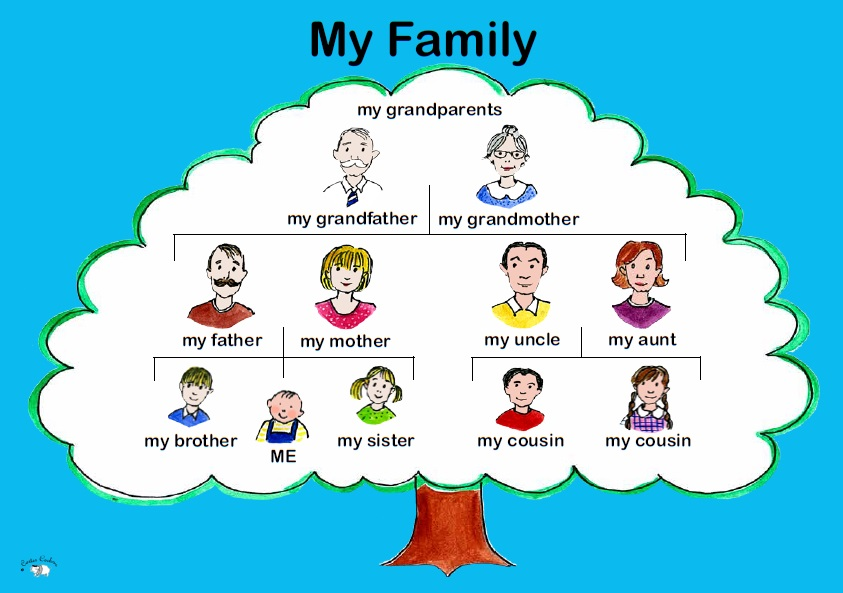 My Family
my grandparents
my grandfather
my grandmother
my father
my mother
my uncle
my aunt
my brother
ME
my sister
my cousin
my cousin